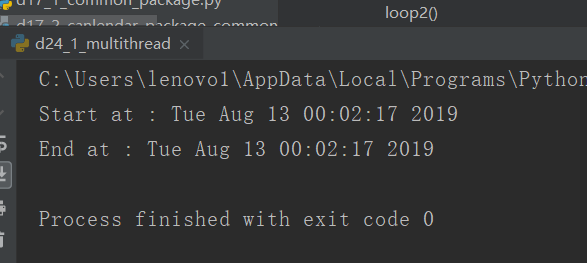 d17_1_common_package.py
loop2()
d24_1_multithread
C:\Users\lenovo1\AppData\Local\Programs\Python
Start at : Tue Aug 13 00:02:17 2019
End at : Tue Aug 13 00:02:17 2019
Process finished with exit code 0